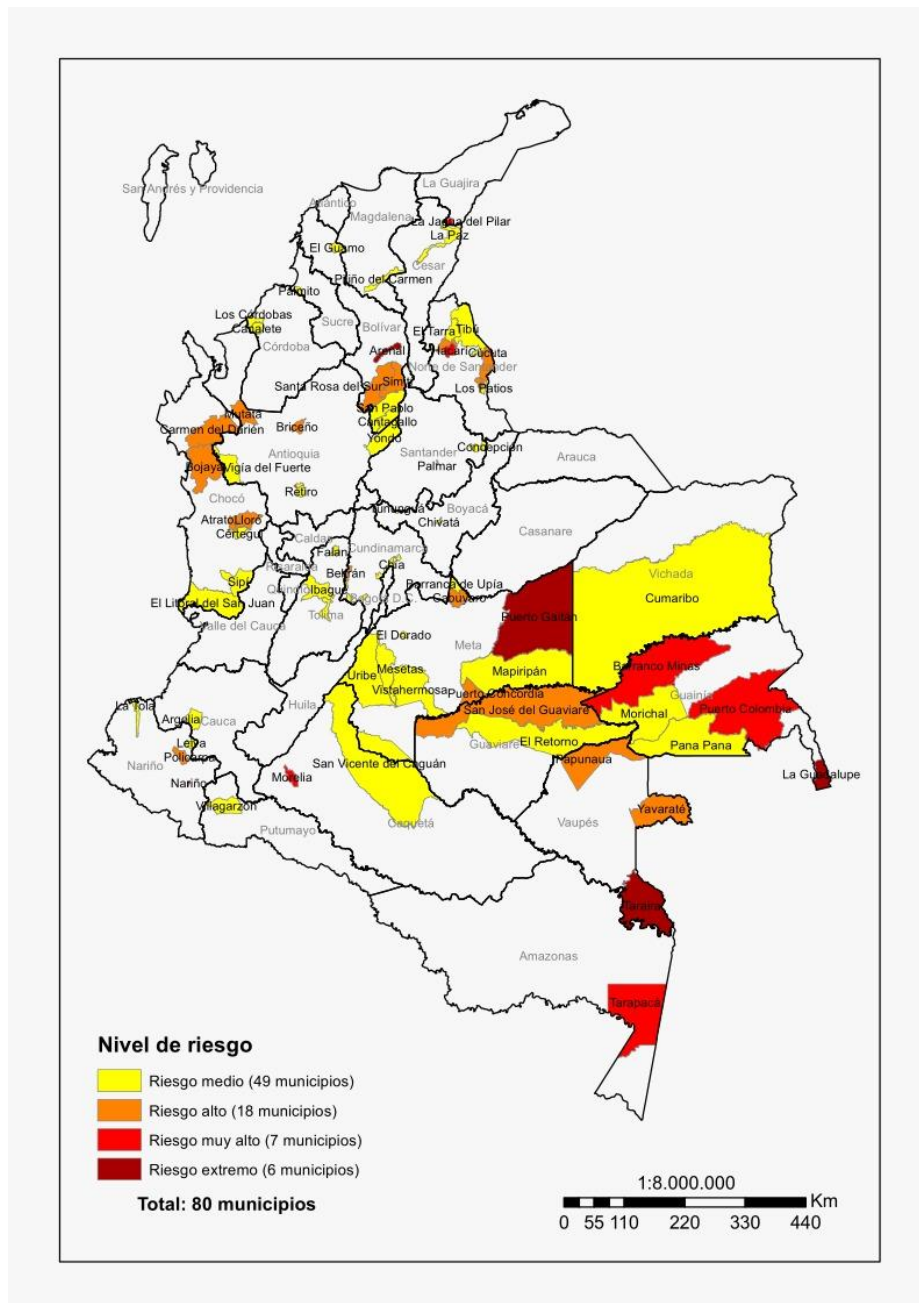 San Andrés y Providencia
La Guajira
Atlántico
Magdalena
La Jagua del Pilar
La Paz
El Guamo
Cesar
Palmito
Los Córdobas
Canalete
Sucre
Bolívar
Córdoba
El Tarra
Tibú
Arenal
Hacarí
Cúcuta
Norte de Santander
Santa Rosa del Sur
Simití
Los Patios
San Pablo
Mutatá
Cantagallo
Carmen del Darién
Briceño
Yondó
Concepción
Antioquia
Santander
Arauca
Bojaya
Vigía del Fuerte
Palmar
Retiro
Chocó
Boyacá
Atrato
Lloró
Chivatá
Casanare
Cértegui
Caldas
Cundinamarca
Falan
Risaralda
Chía
Beltrán
Vichada
Sipí
Quindío
Ibagué
Barranca de Upía
Cabuyaro
Cumaribo
El Litoral del San Juan
Bogotá D.C.
Tolima
Puerto Gaitán
Valle del Cauca
El Dorado
Meta
Mesetas
Mapiripán
Barranco Minas
Uribe
Vistahermosa
Puerto Concordia
Guainía
Huila
La Tola
San José del Guaviare
Morichal
Puerto Colombia
Argelia
Cauca
El Retorno
Leiva
Guaviare
Pana Pana
Policarpa
Papunaua
Nariño
San Vicente del Caguán
Morelia
La Guadalupe
Nariño
Villagarzón
Yavaraté
Caquetá
Vaupés
Putumayo
Taraira
Amazonas
Tarapacá
Nivel de riesgo
Riesgo medio (49 municipios)
Riesgo alto (18 municipios)
Riesgo muy alto (7 municipios)
Riesgo extremo (6 municipios)
Total: 80 municipios
1:8.000.000
Km
0 55 110 220 330 440